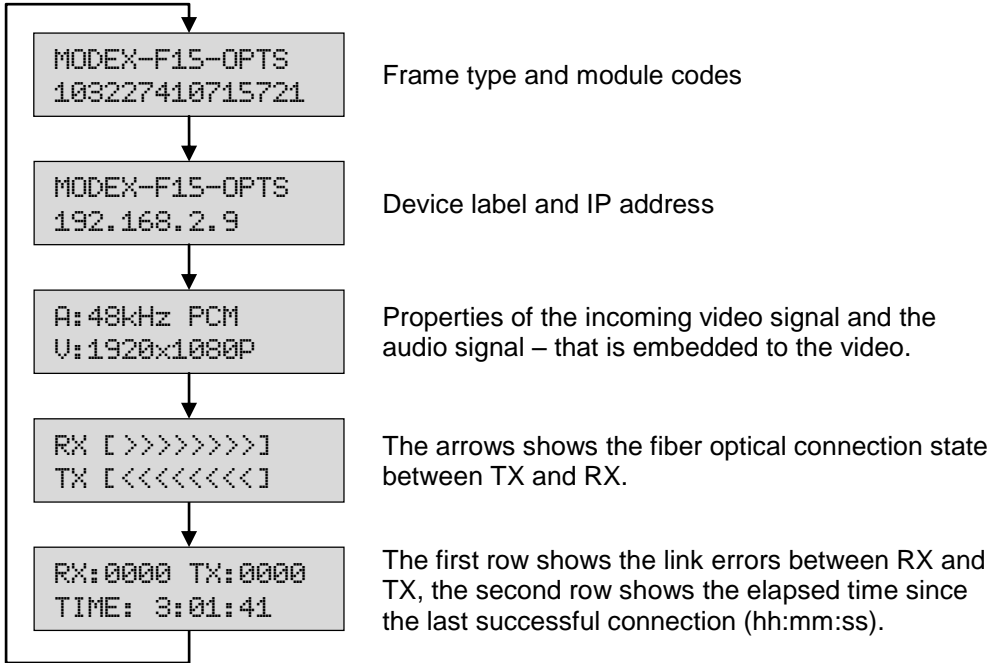 MODEX-F15-OPTS
103227410715721
Frame type and module codes
MODEX-F15-OPTS
192.168.2.9
Device label and IP address
A:48kHz PCM
V:1920x1080P
Properties of the incoming video signal and the
audio signal – that is embedded to the video.
RX [>>>>>>>>]
TX [<<<<<<<<]
The arrows shows the fiber optical connection state
between TX and RX.
RX:0000 TX:0000
TIME: 3:01:41
The first row shows the link errors between RX and
TX, the second row shows the elapsed time since
the last successful connection (hh:mm:ss).